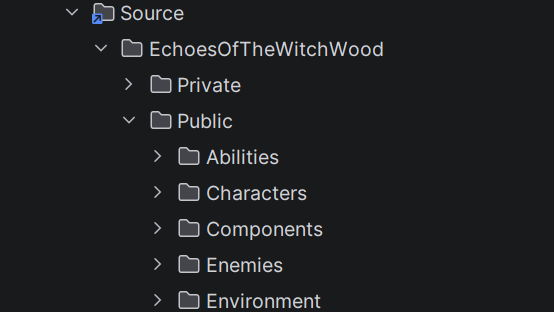 Source
EchoesOfTheWitchWood
Private
Public
Abilities
Characters
Components
Enemies
Environment